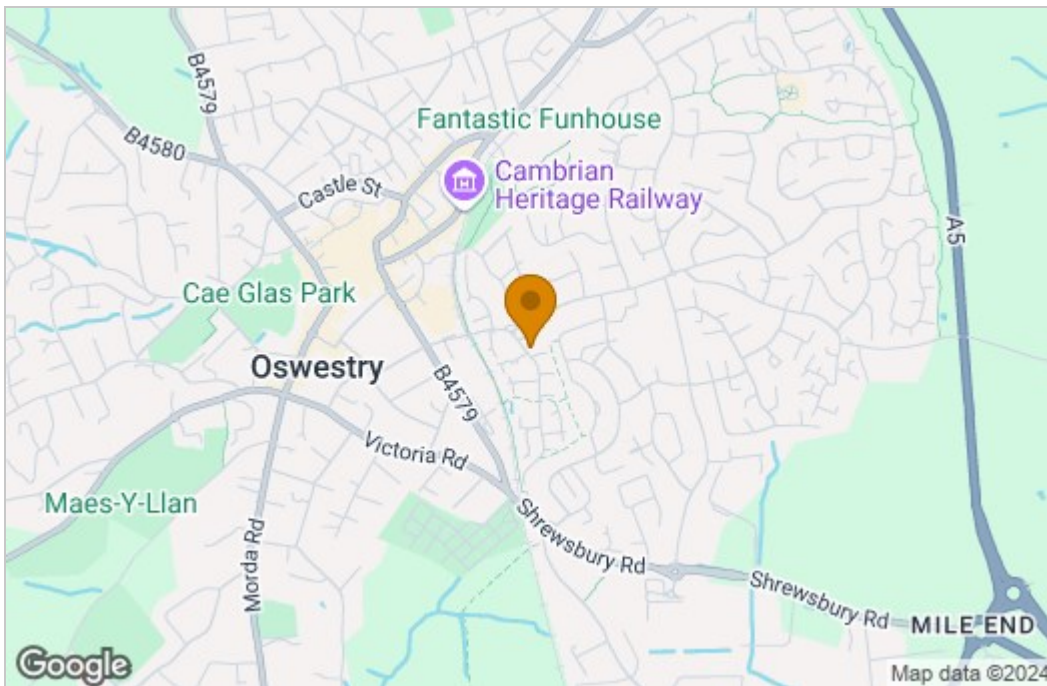 B4579
B4580
Fantastic Funhouse
Castle St
Cambrian
Heritage Railway
A5
Cae Glas Park
Oswestry
B4579
Victoria Rd
Maes-Y-Llan
Morda Rd
Shrewsbury Rd
Shrewsbury Rd
MILE END
Google
Map data ©2024